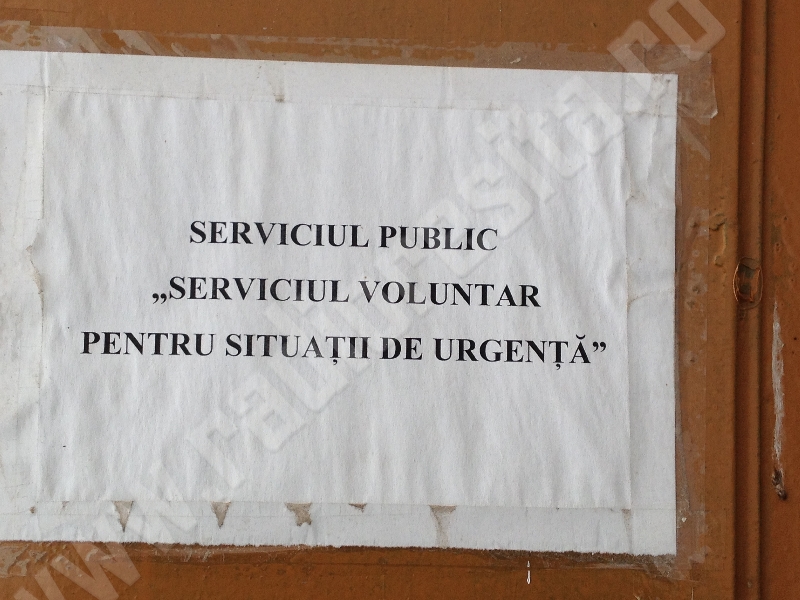 SERVICIUL PUBLIC
„SERVICIUL VOLUNTAR
PENTRU SITUAȚII DE URGENȚĂ”